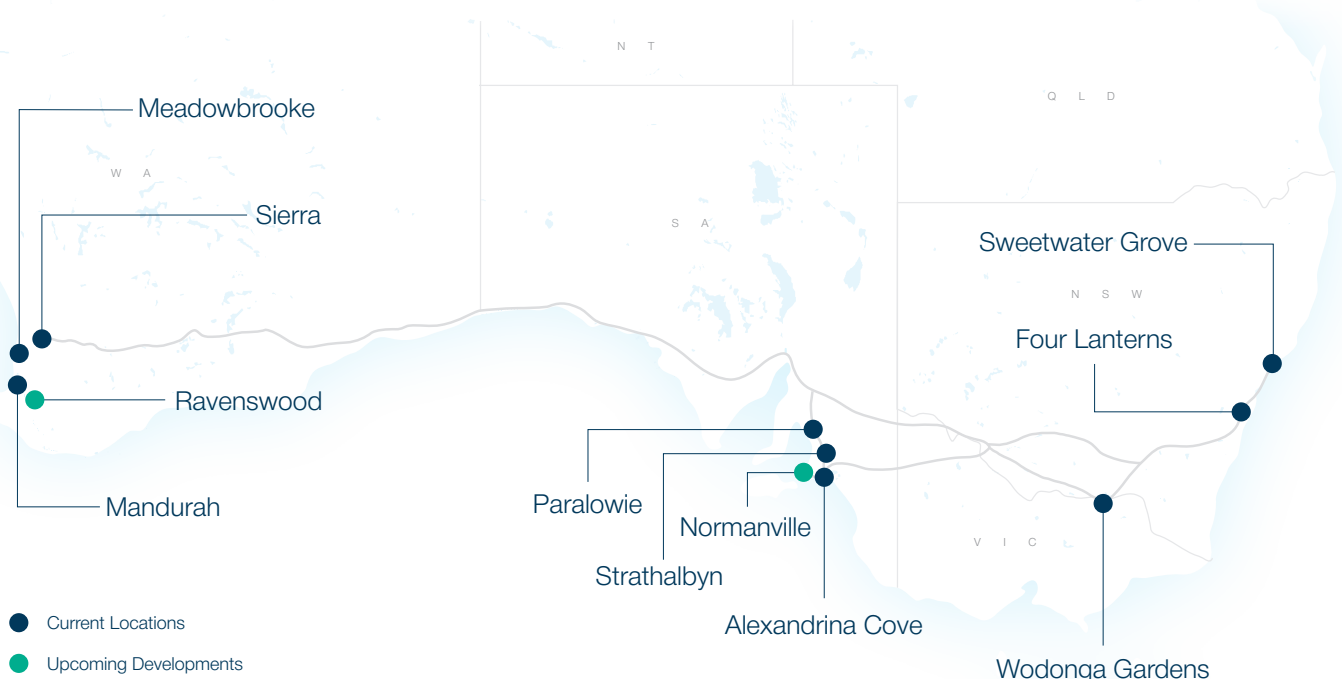 N T
Q L D
Meadowbrooke
W A
Sierra
S A
Sweetwater Grove
N S W
Four Lanterns
Ravenswood
Paralowie
Mandurah
Normanville
V I C
Strathalbyn
Alexandrina Cove
Current Locations
Upcoming Developments
Wodonga Gardens